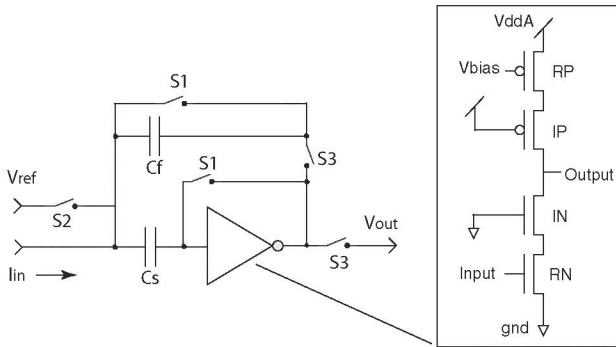 S1
Cf
S3
S1
Vref
S2
Cs
Iin
Vout
S3
VddA
Vbias
RP
IP
Output
IN
Input
RN
gnd